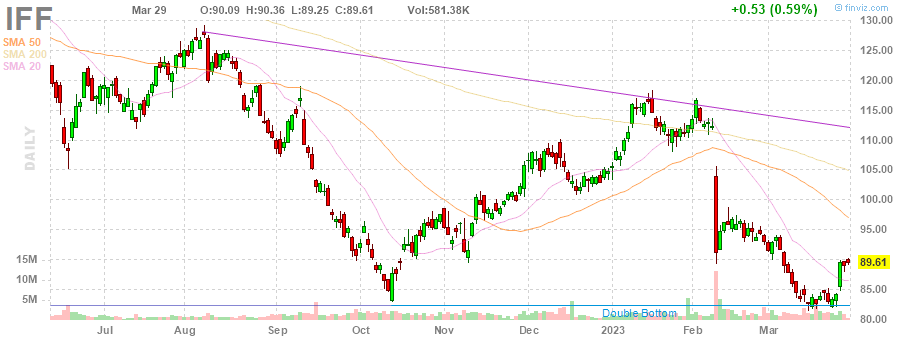 IFF Mar 29 O:90.09 H:90.36 L:89.25 C:89.61 Vol:581.38K +0.53 (0.59%) © finviz.com
SMA 50
SMA 200
SMA 20
DAILY
130.00
125.00
120.00
115.00
110.00
105.00
100.00
95.00
15M 89.61
10M 85.00
5M
80.00
Double Bottom
Jul Aug Sep Oct Nov Dec 2023 Feb Mar